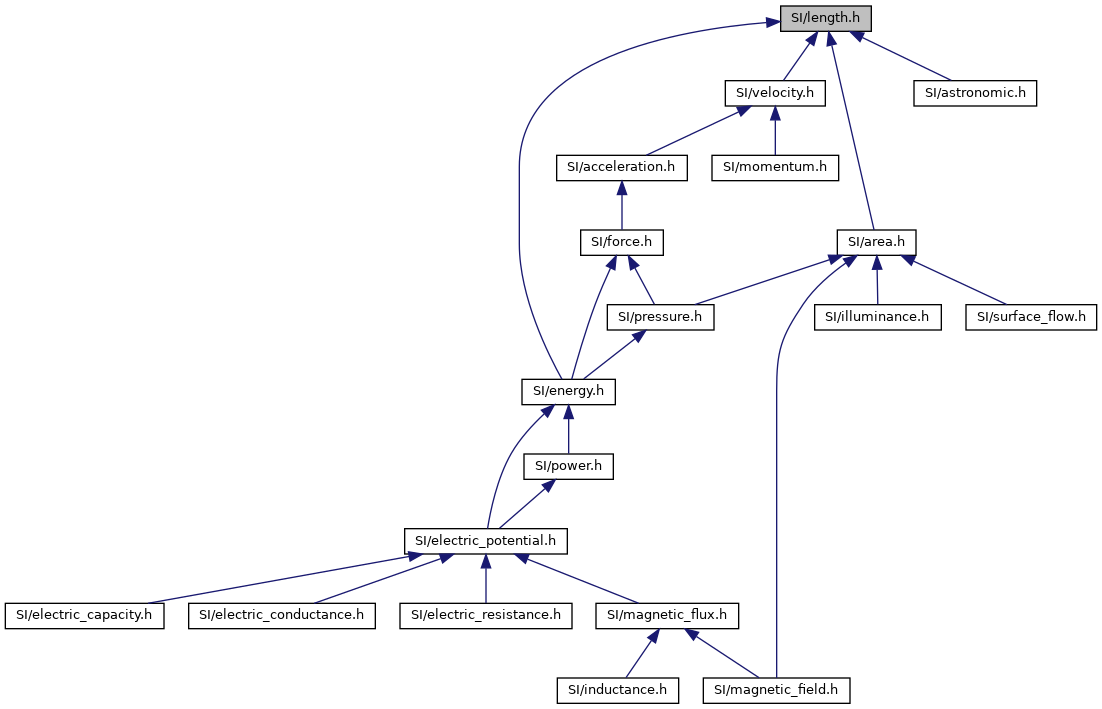 SI/length.h
SI/velocity.h
SI/astronomic.h
SI/acceleration.h
SI/momentum.h
SI/force.h
SI/area.h
SI/pressure.h
SI/illuminance.h
SI/surface_flow.h
SI/energy.h
SI/power.h
SI/electric_potential.h
SI/electric_capacity.h
SI/electric_conductance.h
SI/electric_resistance.h
SI/magnetic_flux.h
SI/inductance.h
SI/magnetic_field.h